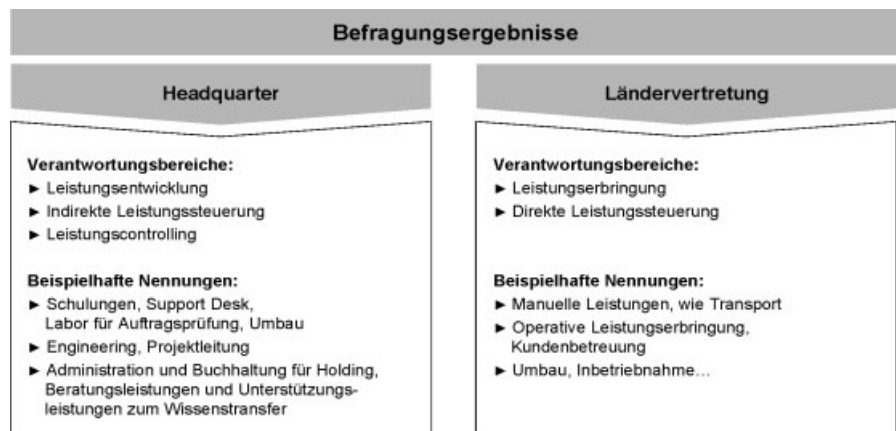 Befragungsergebnisse
Headquarter
Verantwortungsbereiche:
► Leistungsentwicklung
► Indirekte Leistungssteuerung
► Leistungscontrolling
Beispielhafte Nennungen:
► Schulungen, Support Desk,
Labor für Auftragsprüfung, Umbau
► Engineering, Projektleitung
► Administration und Buchhaltung für Holding,
Beratungsleistungen und Unterstützungs-
leistungen zum Wissenstransfer
Ländervertretung
Verantwortungsbereiche:
► Leistungserbringung
► Direkte Leistungssteuerung
Beispielhafte Nennungen:
► Manuelle Leistungen, wie Transport
► Operative Leistungserbringung,
Kundenbetreuung
► Umbau, Inbetriebnahme…